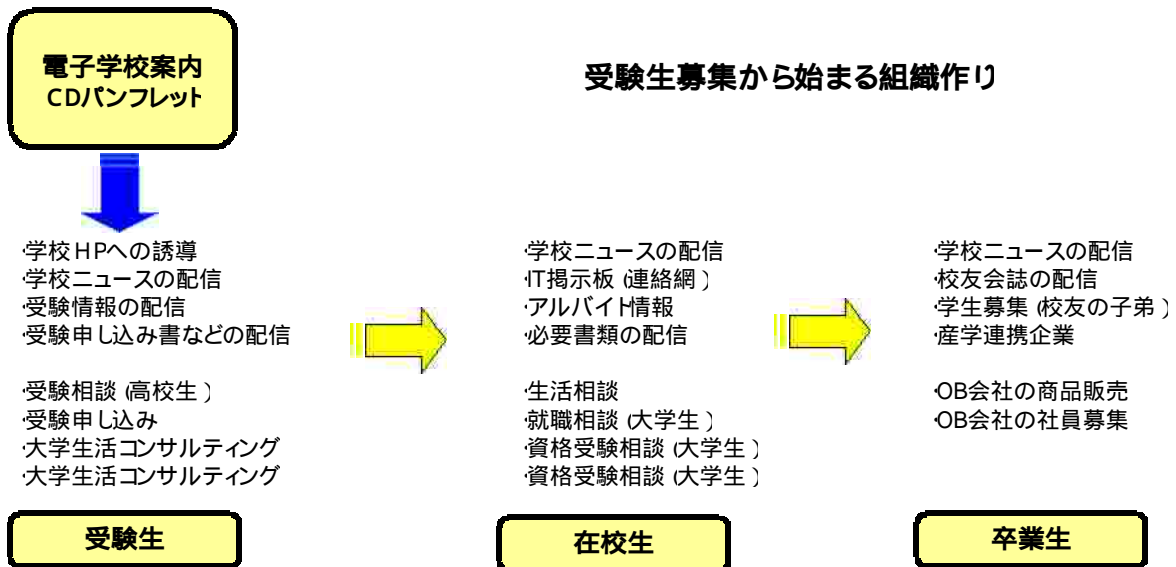 電子学校案内
CDパンフレット
受験生募集から始まる組織作り
・学校HPへの誘導
・学校ニュースの配信
・受験情報の配信
・受験申し込み書などの配信
・受験相談(高校生)
・受験申し込み
・大学生活コンサルティング
・大学生活コンサルティング
受験生
・学校ニュースの配信
・IT掲示板(連絡網)
・アルバイト情報
・必要書類の配信
・生活相談
・就職相談(大学生)
・資格受験相談(大学生)
・資格受験相談(大学生)
在校生
・学校ニュースの配信
・校友会誌の配信
・学生募集(校友の子弟)
・産学連携企業
・OB会社の商品販売
・OB会社の社員募集
卒業生